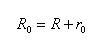 R₀ = R + r₀